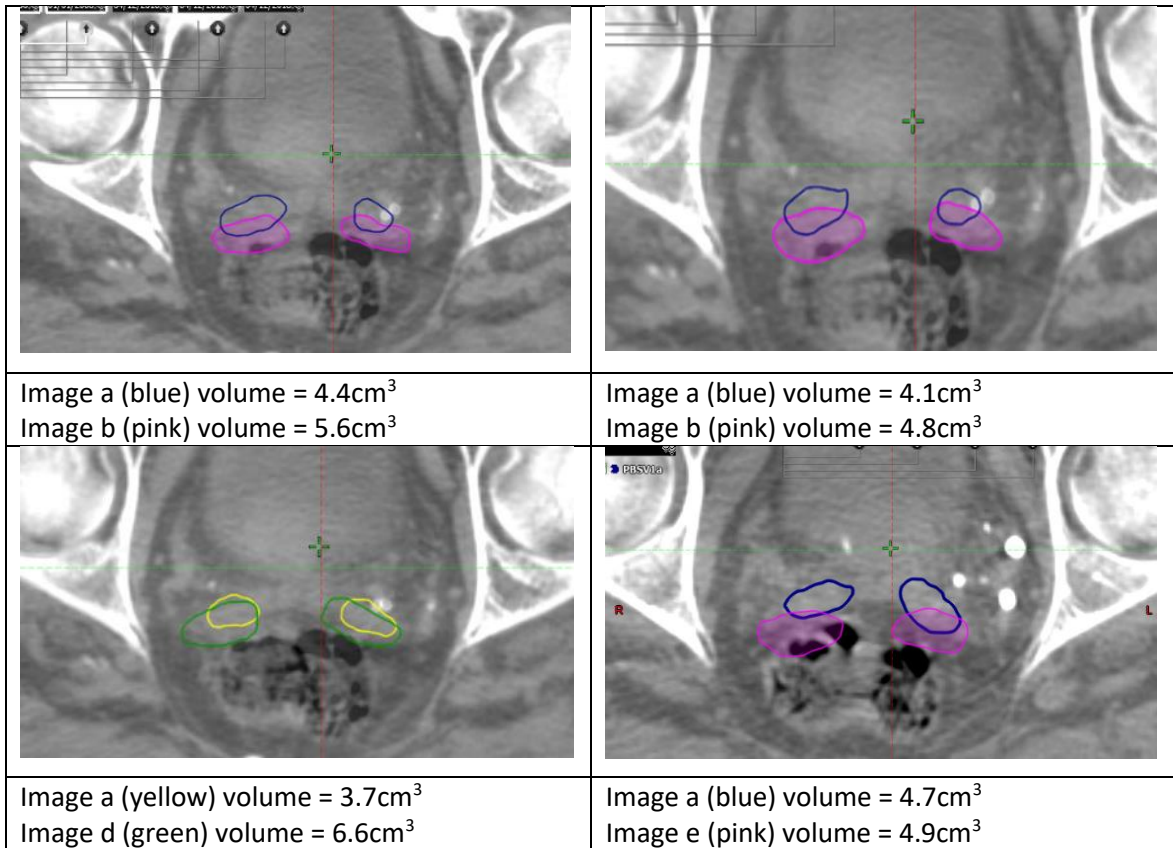 Image a (blue) volume = 4.4cm³
Image b (pink) volume = 5.6cm³
Image a (blue) volume = 4.1cm³
Image b (pink) volume = 4.8cm³
PBSV1a
R
L
Image a (yellow) volume = 3.7cm³
Image d (green) volume = 6.6cm³
Image a (blue) volume = 4.7cm³
Image e (pink) volume = 4.9cm³